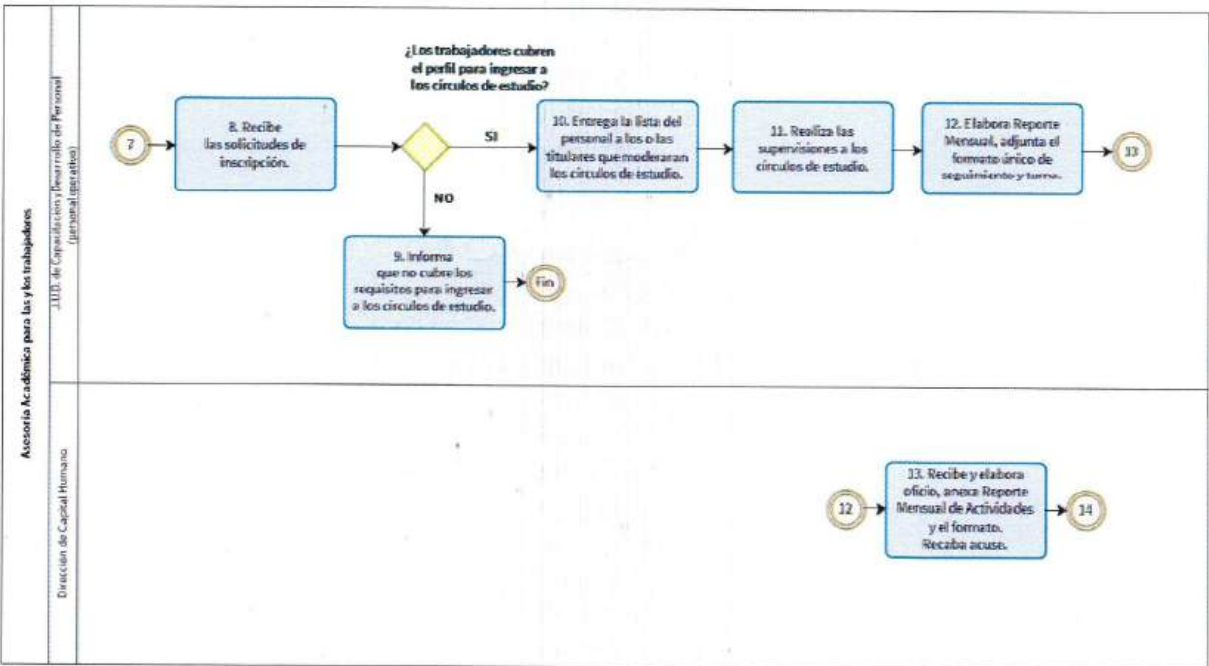 Asesoría Académica para las y los trabajadores
J.U.D. de Capacitación y Desarrollo de Personal
(personal operativo)
¿Los trabajadores cubren
el perfil para ingresar a
los círculos de estudio?
7
8. Recibe
las solicitudes de
inscripción.
SI
10. Entrega la lista del
personal a los o las
titulares que moderaran
los círculos de estudio.
11. Realiza las
supervisiones a los
círculos de estudio.
12. Elabora Reporte
Mensual, adjunta el
formato único de
seguimiento y turna.
13
NO
9. Informa
que no cubre los
requisitos para ingresar
a los círculos de estudio.
Fin
Dirección de Capital Humano
12
13. Recibe y elabora
oficio, anexa Reporte
Mensual de Actividades
y el formato.
Recaba acuse.
14